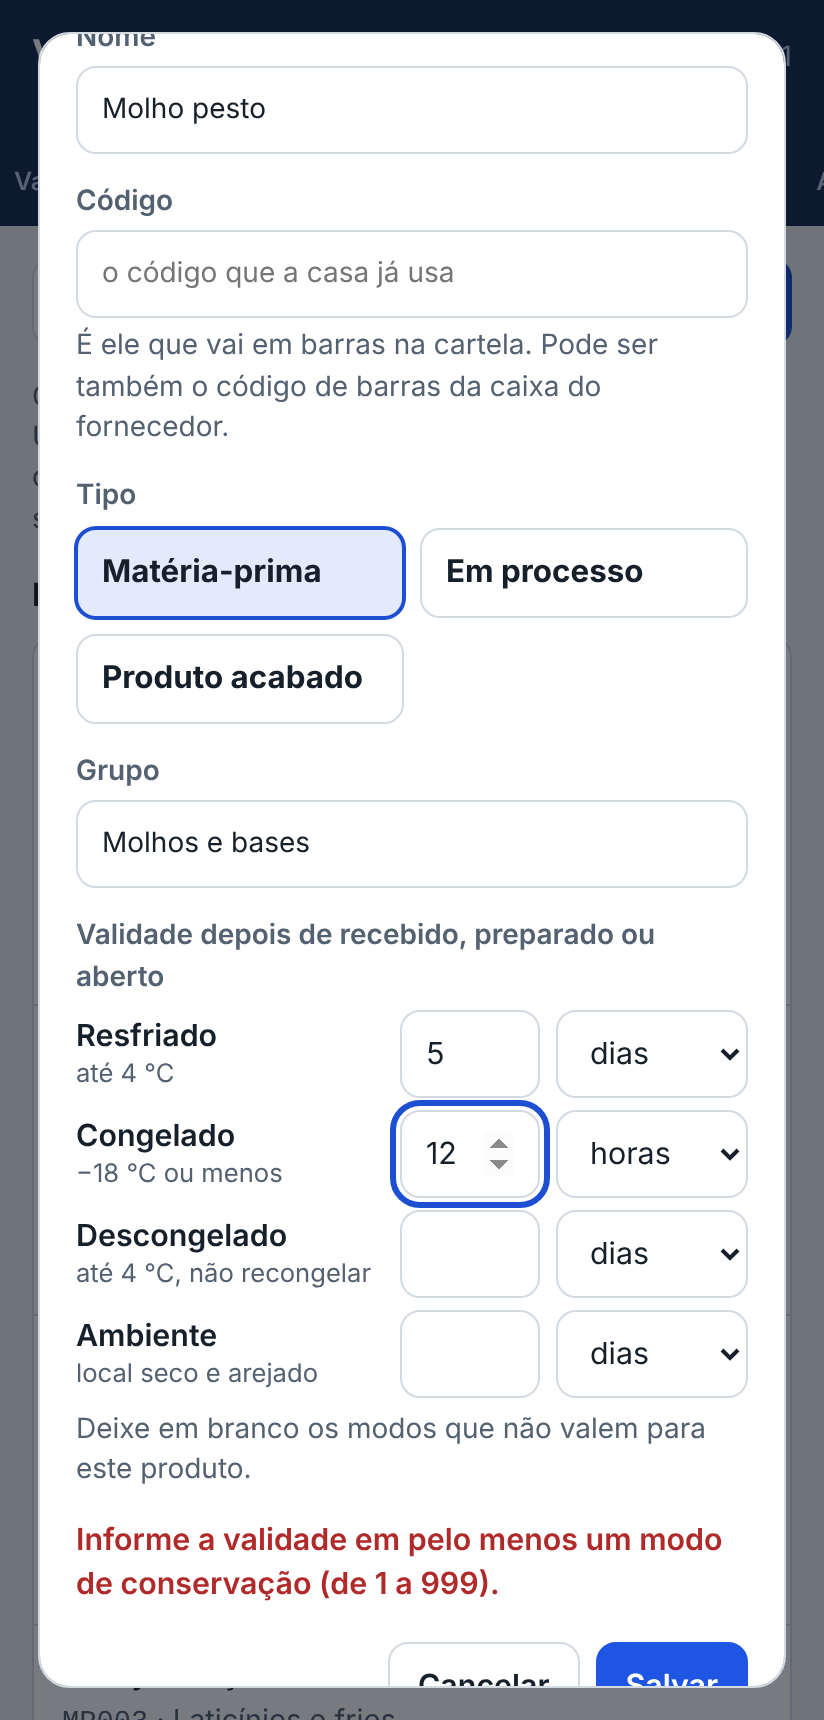 Nome
Molho pesto
Código
o código que a casa já usa
É ele que vai em barras na cartela. Pode ser
também o código de barras da caixa do
fornecedor.
Tipo
Matéria-prima
Em processo
Produto acabado
Grupo
Molhos e bases
Validade depois de recebido, preparado ou
aberto
Resfriado
5
dias
até 4 °C
Congelado
12
horas
−18 °C ou menos
Descongelado
dias
até 4 °C, não recongelar
Ambiente
dias
local seco e arejado
Deixe em branco os modos que não valem para
este produto.
Informe a validade em pelo menos um modo
de conservação (de 1 a 999).
Cancelar
Salvar
MP003 · Laticínios e frios